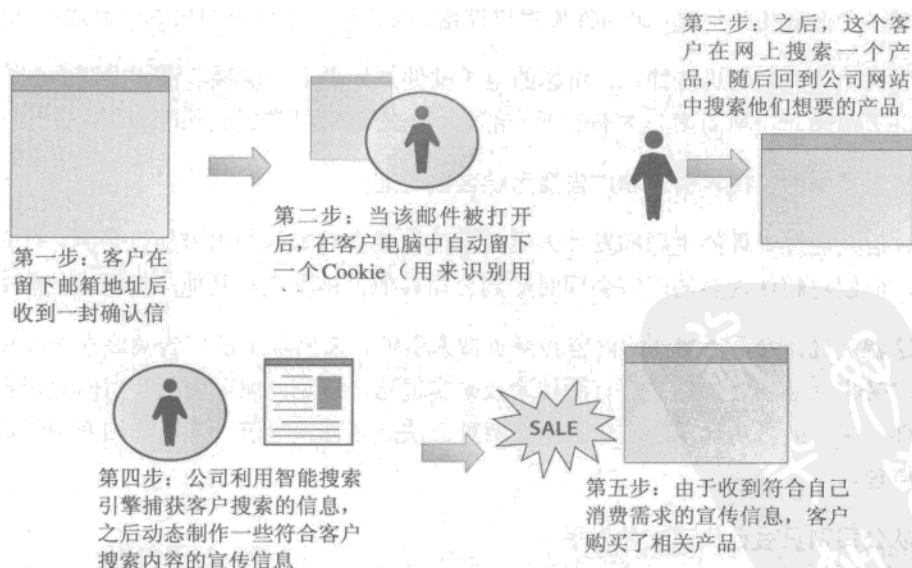 第一步：客户在
留下邮箱地址后
收到一封确认信
第二步：当该邮件被打开
后，在客户电脑中自动留下
一个Cookie（用来识别用
第三步：之后，这个客
户在网上搜索一个产
品，随后回到公司网站
中搜索他们想要的产品
第四步：公司利用智能搜索
引擎捕获客户搜索的信息，
之后动态制作一些符合客户
搜索内容的宣传信息
SALE
第五步：由于收到符合自己
消费需求的宣传信息，客户
购买了相关产品